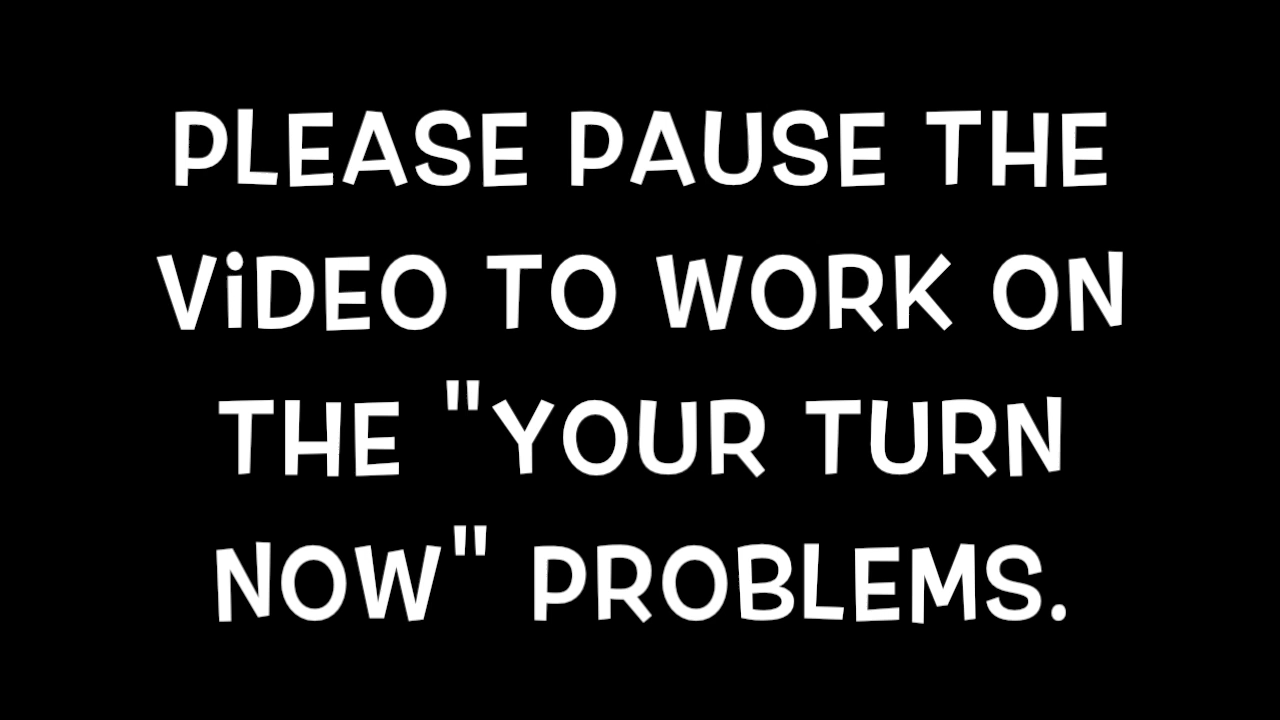 PLEASE PAUSE THE
ViDEO TO WORK ON
THE "YOUR TURN
NOW" PROBLEMS.